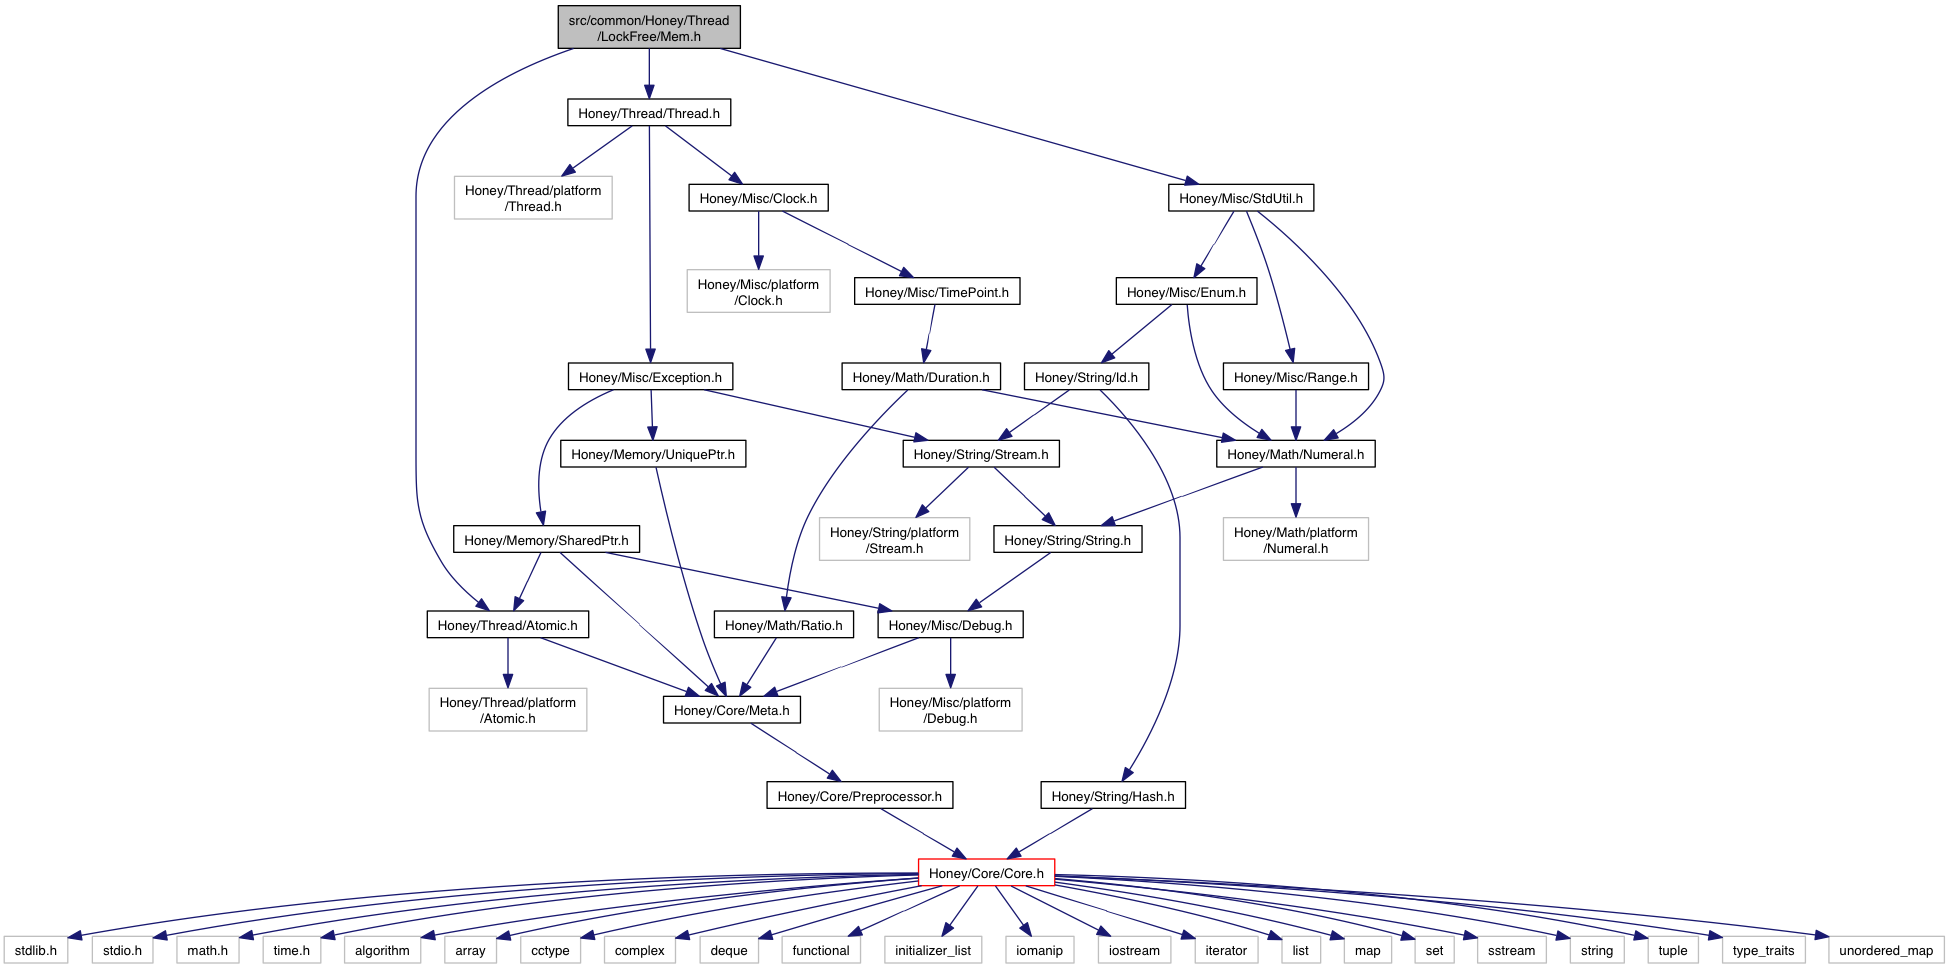 src/common/Honey/Thread
/LockFree/Mem.h
Honey/Thread/Thread.h
Honey/Thread/platform
/Thread.h
Honey/Misc/Clock.h
Honey/Misc/StdUtil.h
Honey/Misc/platform
/Clock.h
Honey/Misc/TimePoint.h
Honey/Misc/Enum.h
Honey/Misc/Exception.h
Honey/Math/Duration.h
Honey/String/Id.h
Honey/Misc/Range.h
Honey/Memory/UniquePtr.h
Honey/String/Stream.h
Honey/Math/Numeral.h
Honey/Memory/SharedPtr.h
Honey/String/platform
/Stream.h
Honey/String/String.h
Honey/Math/platform
/Numeral.h
Honey/Thread/Atomic.h
Honey/Math/Ratio.h
Honey/Misc/Debug.h
Honey/Thread/platform
/Atomic.h
Honey/Core/Meta.h
Honey/Misc/platform
/Debug.h
Honey/Core/Preprocessor.h
Honey/String/Hash.h
Honey/Core/Core.h
stdlib.h
stdio.h
math.h
time.h
algorithm
array
cctype
complex
deque
functional
initializer_list
iomanip
iostream
iterator
list
map
set
sstream
string
tuple
type_traits
unordered_map